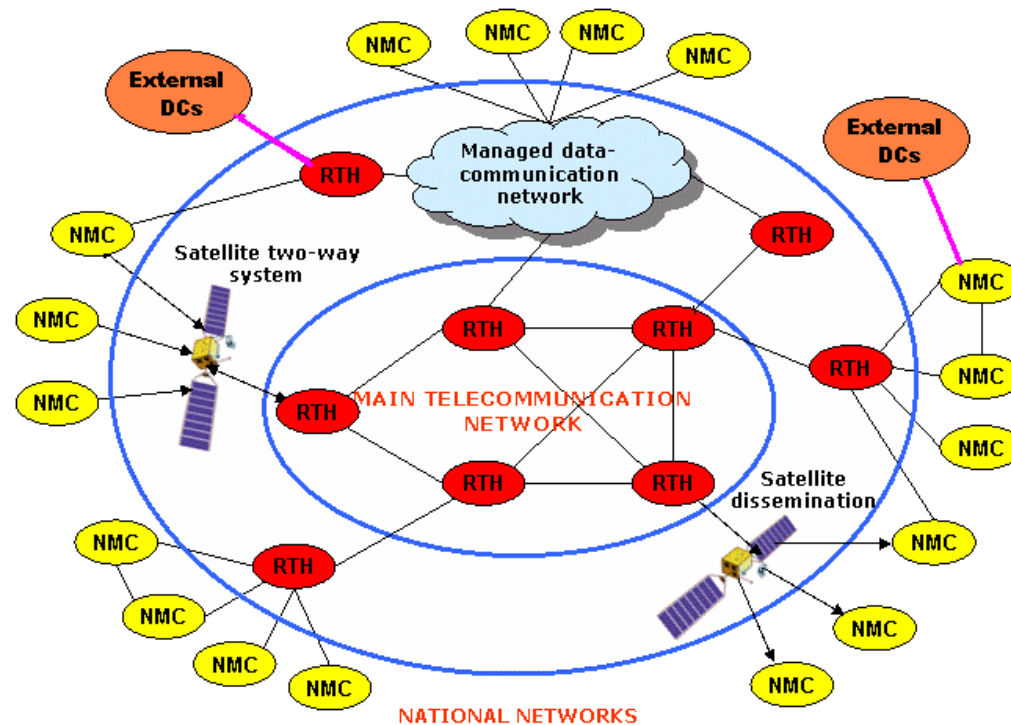 NMC
NMC
NMC
NMC
External
DCs
External
DCs
Managed data-
communication
network
RTH
NMC
RTH
Satellite two-way
system
NMC
NMC
RTH
RTH
RTH
NMC
NMC
RTH
MAIN TELECOMMUNICATION
NETWORK
NMC
RTH
RTH
Satellite
dissemination
NMC
NMC
RTH
NMC
NMC
NMC
NMC
NMC
NMC
NATIONAL NETWORKS